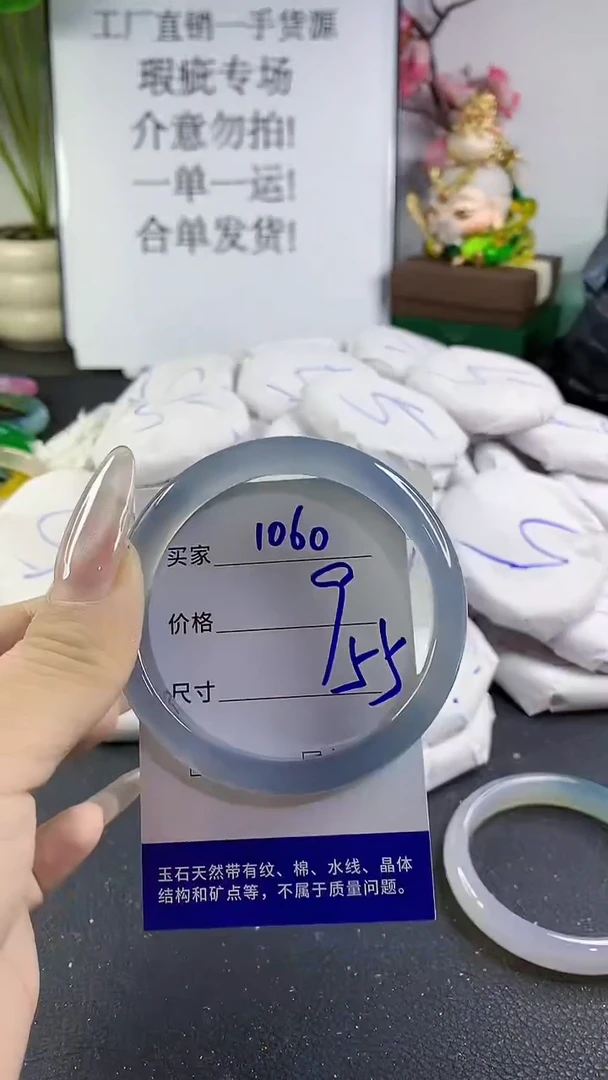 工厂直销一手货源
瑕疵专场
介意勿拍!
一单一运!
合单发货!
买家 1060
价格 9
尺寸 55
玉石天然带有纹、棉、水线、晶体
结构和矿点等，不属于质量问题。